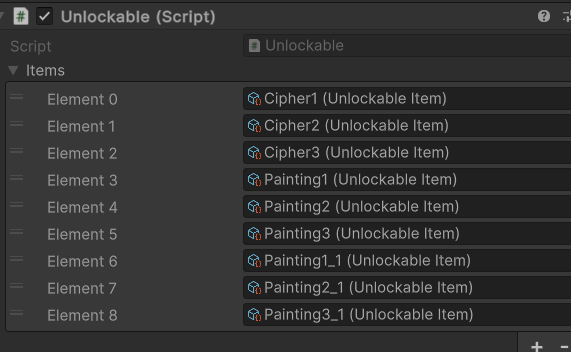 Unlockable (Script)
Script Unlockable
Items
Element 0 Cipher1 (Unlockable Item)
Element 1 Cipher2 (Unlockable Item)
Element 2 Cipher3 (Unlockable Item)
Element 3 Painting1 (Unlockable Item)
Element 4 Painting2 (Unlockable Item)
Element 5 Painting3 (Unlockable Item)
Element 6 Painting1_1 (Unlockable Item)
Element 7 Painting2_1 (Unlockable Item)
Element 8 Painting3_1 (Unlockable Item)